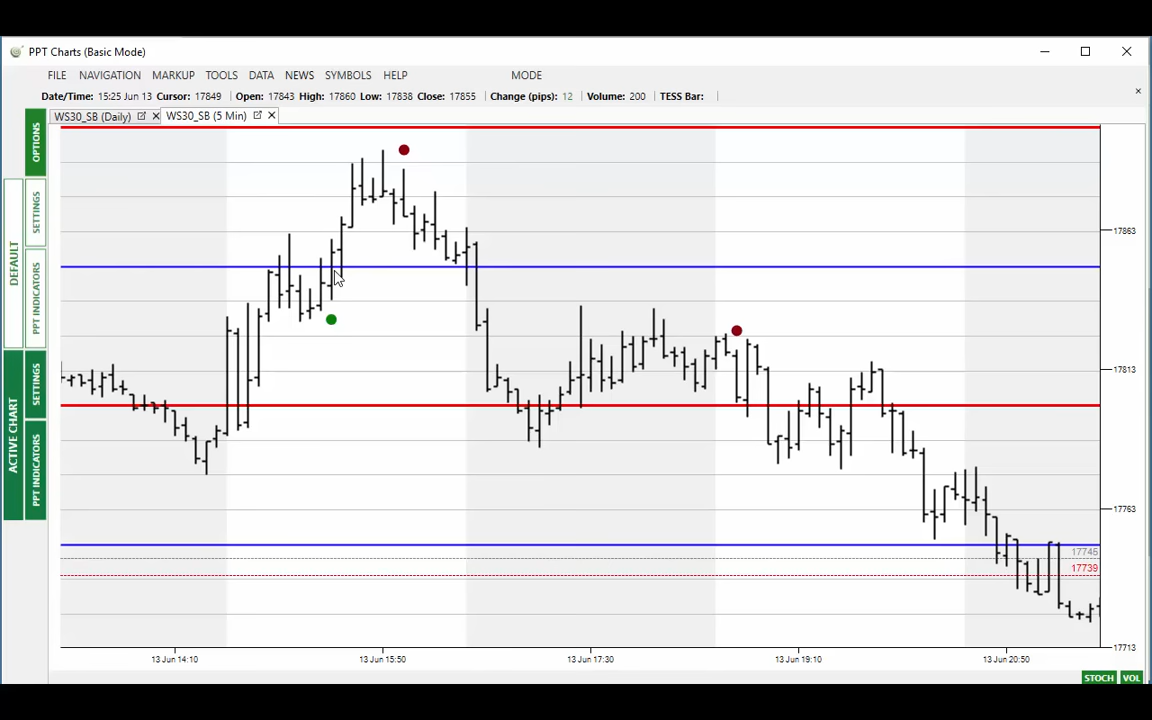 PPT Charts (Basic Mode)
FILE NAVIGATION MARKUP TOOLS DATA NEWS SYMBOLS HELP MODE
Date/Time: 15:25 Jun 13 Cursor: 17849 Open: 17843 High: 17860 Low: 17838 Close: 17855 Change (pips): 12 Volume: 200 TESS Bar:
WS30_SB (Daily) WS30_SB (5 Min)
OPTIONS
SETTINGS
PPT INDICATORS
DEFAULT
SETTINGS
PPT INDICATORS
ACTIVE CHART
17863
17813
17763
17745
17739
17713
13 Jun 14:10 13 Jun 15:50 13 Jun 17:30 13 Jun 19:10 13 Jun 20:50
STOCH VOL